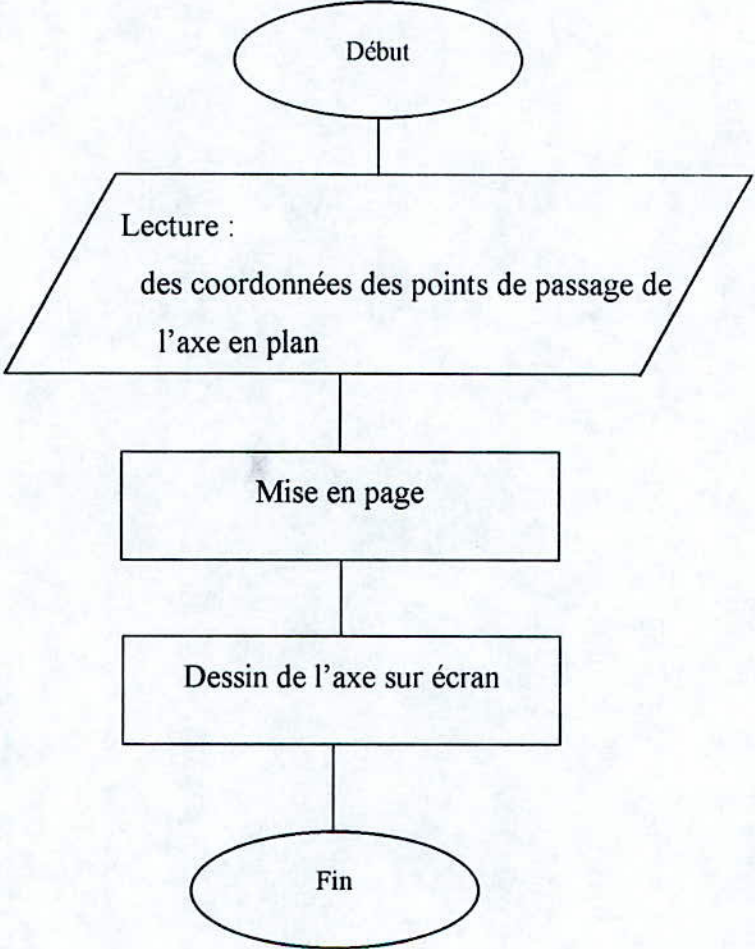 Début
Lecture :
des coordonnées des points de passage de
l'axe en plan
Mise en page
Dessin de l'axe sur écran
Fin